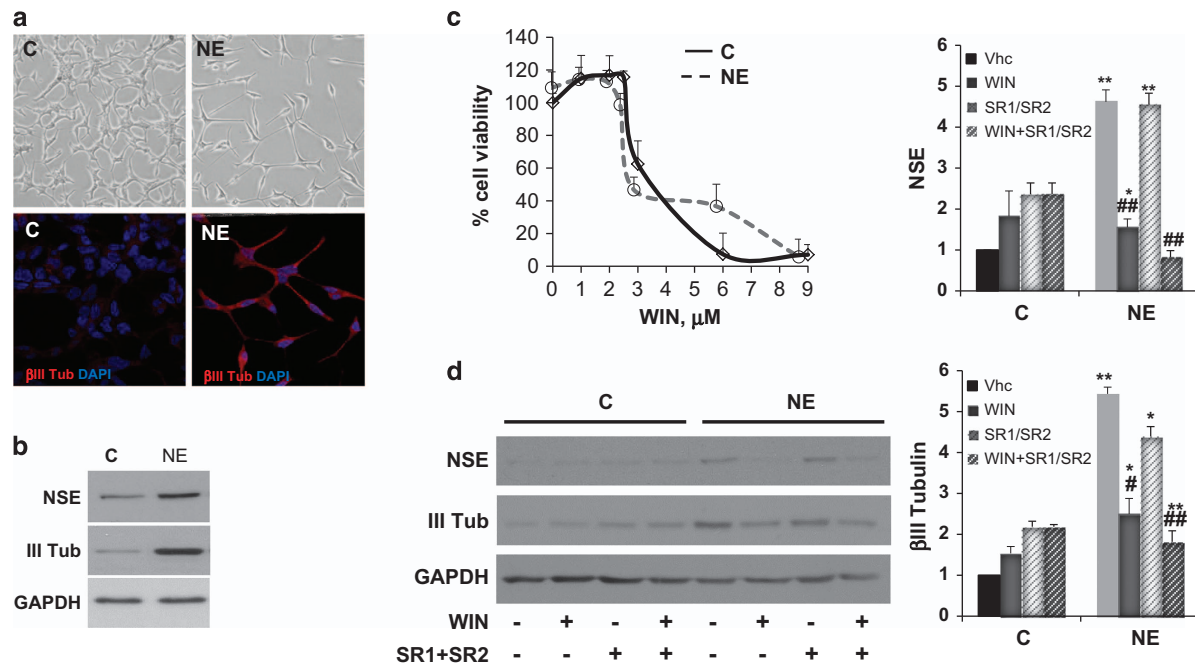 a
C
NE
C
βIII Tub DAPI
NE
βIII Tub DAPI
b
C NE
NSE
III Tub
GAPDH
c
140
120
100
80
60
40
20
0
% cell viability
C
NE
0 1 2 3 4 5 6 7 8 9
WIN, μM
d
C NE
NSE
III Tub
GAPDH
WIN - + - + - + - +
SR1+SR2 - - + + - - + +
6
5
4
3
2
1
0
NSE
Vhc
WIN
SR1/SR2
WIN+SR1/SR2
**
*
##
**
##
C NE
6
5
4
3
2
1
0
βIII Tubulin
Vhc
WIN
SR1/SR2
WIN+SR1/SR2
**
*
#
*
**
##
C NE